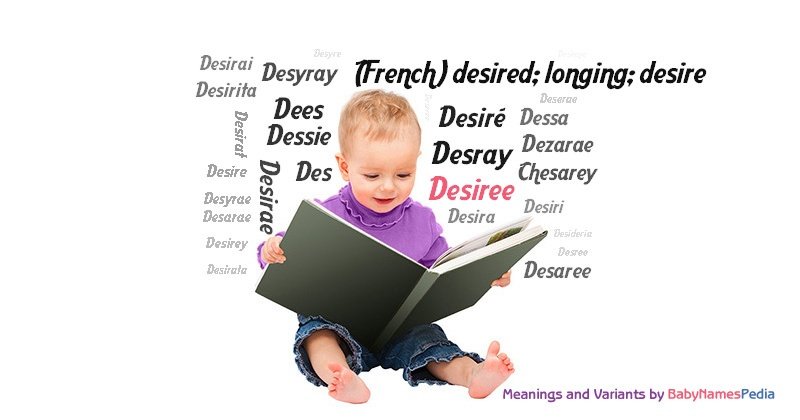 Desyre
Desirai
Desyray
(French) desired; longing; desire
Desirita
Dees
Dessie
Desiré
Deserae
Dessa
Desirat
Desray
Dezarae
Desire
Desirae
Des
Desiree
Chesarey
Desyrae
Desarae
Desira
Desiri
Desirey
Desideria
Desree
Desirata
Desaree
Meanings and Variants by BabyNamesPedia